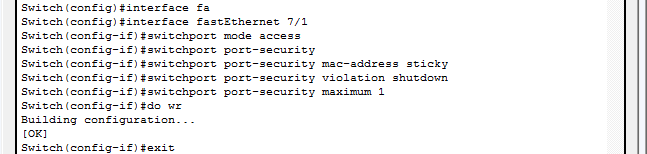 Switch(config)#interface fa
Switch(config)#interface fastEthernet 7/1
Switch(config-if)#switchport mode access
Switch(config-if)#switchport port-security
Switch(config-if)#switchport port-security mac-address sticky
Switch(config-if)#switchport port-security violation shutdown
Switch(config-if)#switchport port-security maximum 1
Switch(config-if)#do wr
Building configuration...
[OK]
Switch(config-if)#exit